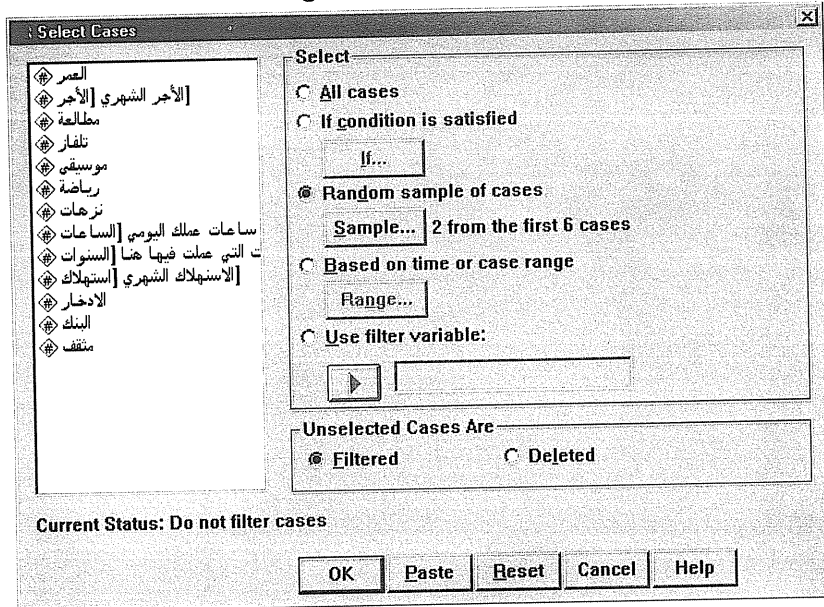 Select Cases
العمر
[الأجر الشهري [الأجر
مطالعة
تلفاز
موسيقى
رياضة
نزهات
ساعات عملك اليومي [الساعات
ت التي عملت فيها هنا [السنوات
[الاستهلاك الشهري [استهلاك
الادخار
البنك
مثقف
Select
All cases
If condition is satisfied
If...
Random sample of cases
Sample... 2 from the first 6 cases
Based on time or case range
Range...
Use filter variable:
Unselected Cases Are
Filtered Deleted
Current Status: Do not filter cases
OK Paste Reset Cancel Help